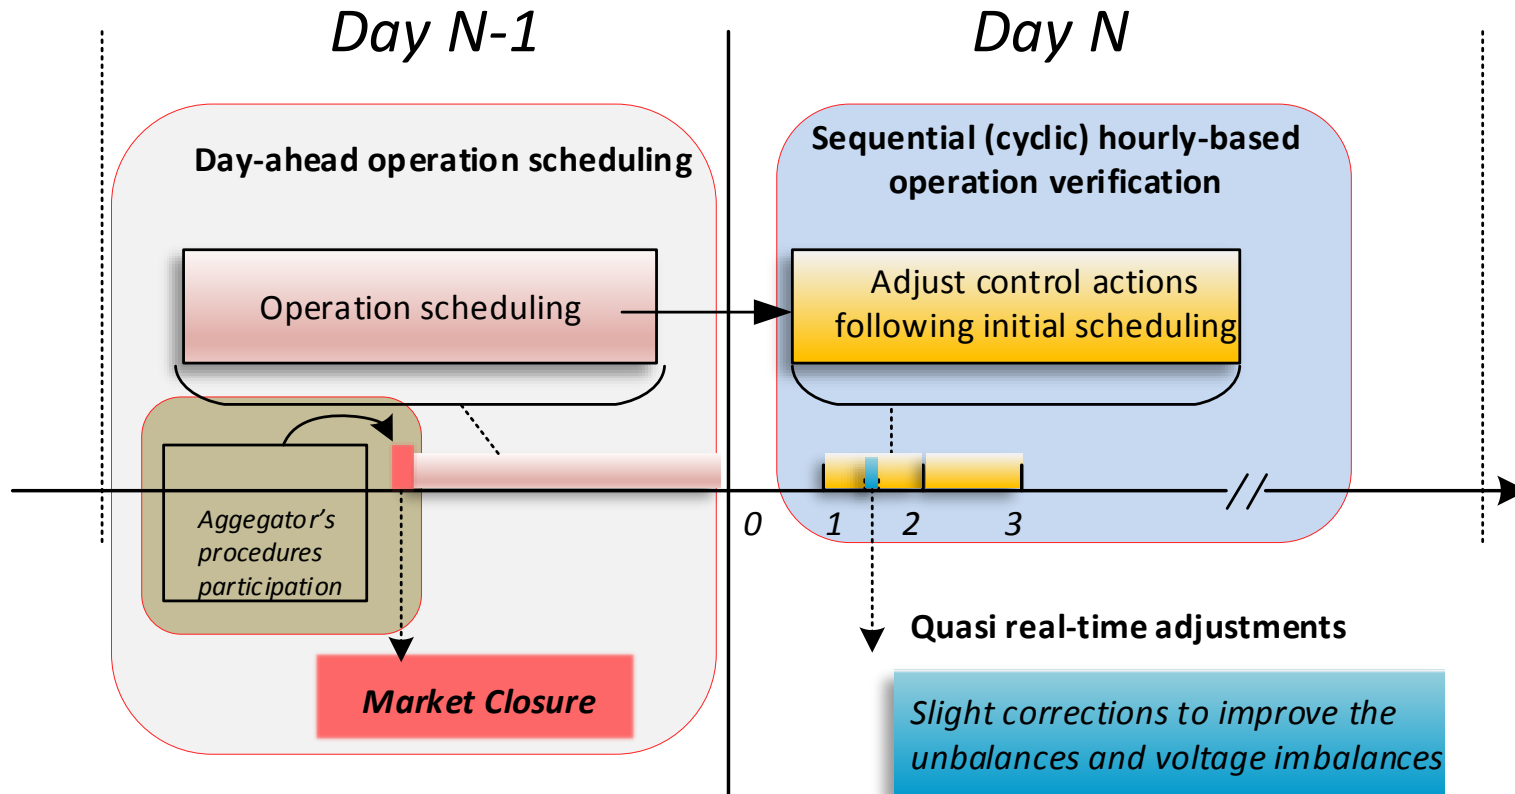 Day N-1
Day N
Day-ahead operation scheduling
Sequential (cyclic) hourly-based
operation verification
Operation scheduling
Adjust control actions
following initial scheduling
Aggegator’s
procedures
participation
0
1
2
3
Market Closure
Quasi real-time adjustments
Slight corrections to improve the
unbalances and voltage imbalances